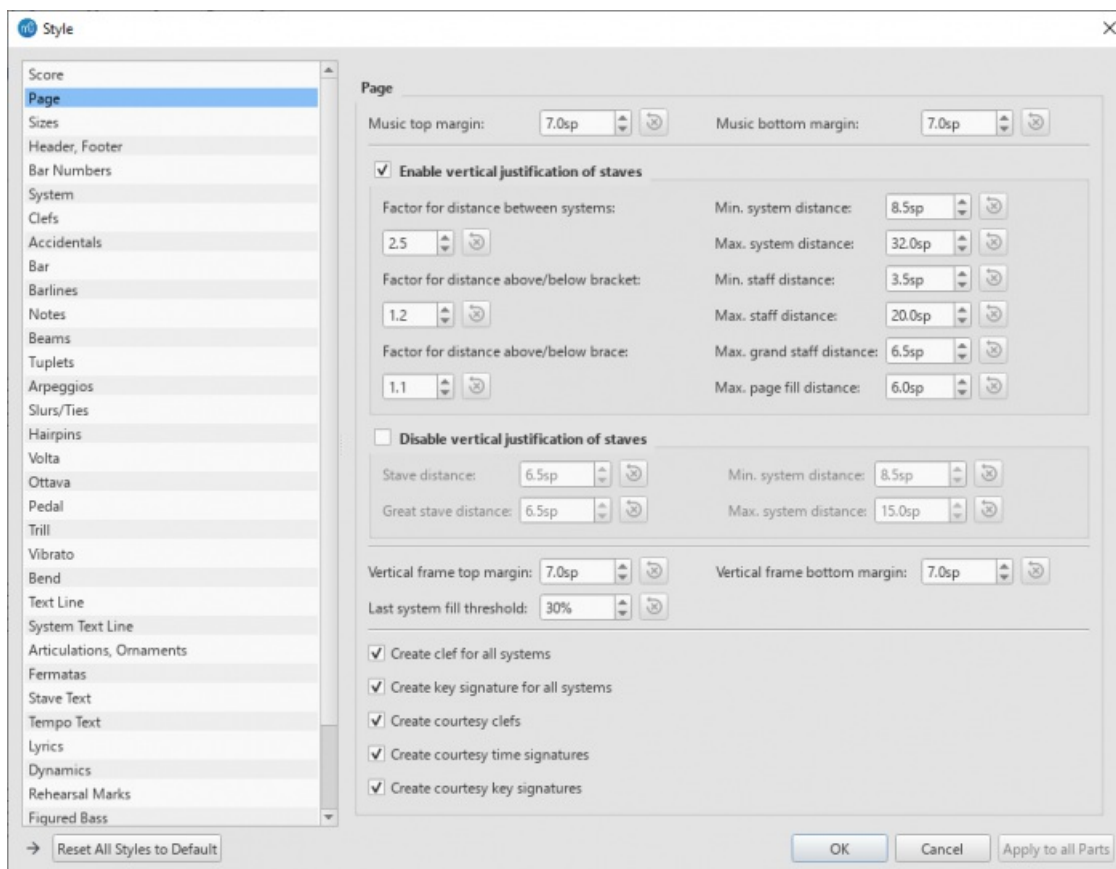 Style
Score
Page
Sizes
Header, Footer
Bar Numbers
System
Clefs
Accidentals
Bar
Barlines
Notes
Beams
Tuplets
Arpeggios
Slurs/Ties
Hairpins
Volta
Ottava
Pedal
Trill
Vibrato
Bend
Text Line
System Text Line
Articulations, Ornaments
Fermatas
Stave Text
Tempo Text
Lyrics
Dynamics
Rehearsal Marks
Figured Bass
Page
Music top margin: 7.0sp Music bottom margin: 7.0sp
Enable vertical justification of staves
Factor for distance between systems: Min. system distance: 8.5sp
2.5 Max. system distance: 32.0sp
Factor for distance above/below bracket: Min. staff distance: 3.5sp
1.2 Max. staff distance: 20.0sp
Factor for distance above/below brace: Max. grand staff distance: 6.5sp
1.1 Max. page fill distance: 6.0sp
Disable vertical justification of staves
Stave distance: 6.5sp Min. system distance: 8.5sp
Great stave distance: 6.5sp Max. system distance: 15.0sp
Vertical frame top margin: 7.0sp Vertical frame bottom margin: 7.0sp
Last system fill threshold: 30%
Create clef for all systems
Create key signature for all systems
Create courtesy clefs
Create courtesy time signatures
Create courtesy key signatures
Reset All Styles to Default OK Cancel Apply to all Parts